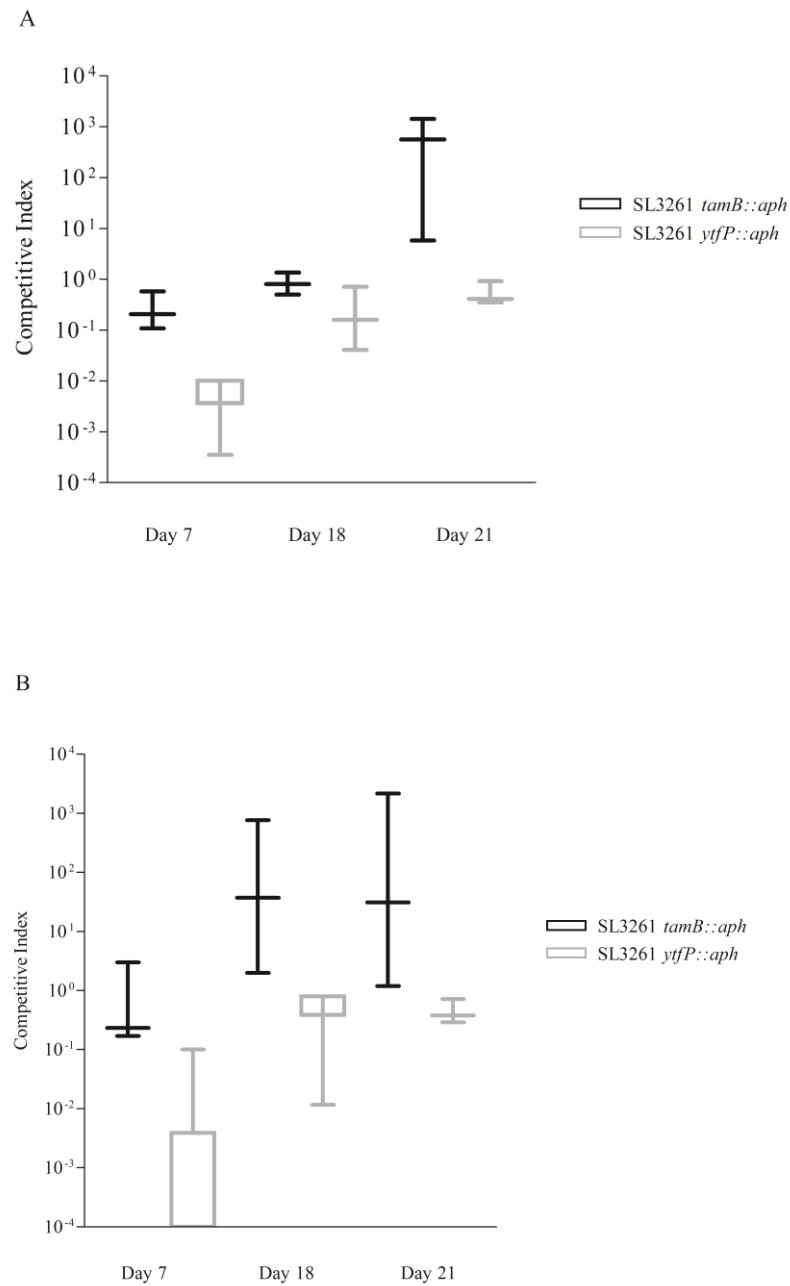 A
10^4
10^3
10^2
10^1
10^0
10^-1
10^-2
10^-3
10^-4
Competitive Index
Day 7 Day 18 Day 21
SL3261 tamB::aph
SL3261 ytfP::aph
B
10^4
10^3
10^2
10^1
10^0
10^-1
10^-2
10^-3
10^-4
Competitive Index
Day 7 Day 18 Day 21
SL3261 tamB::aph
SL3261 ytfP::aph